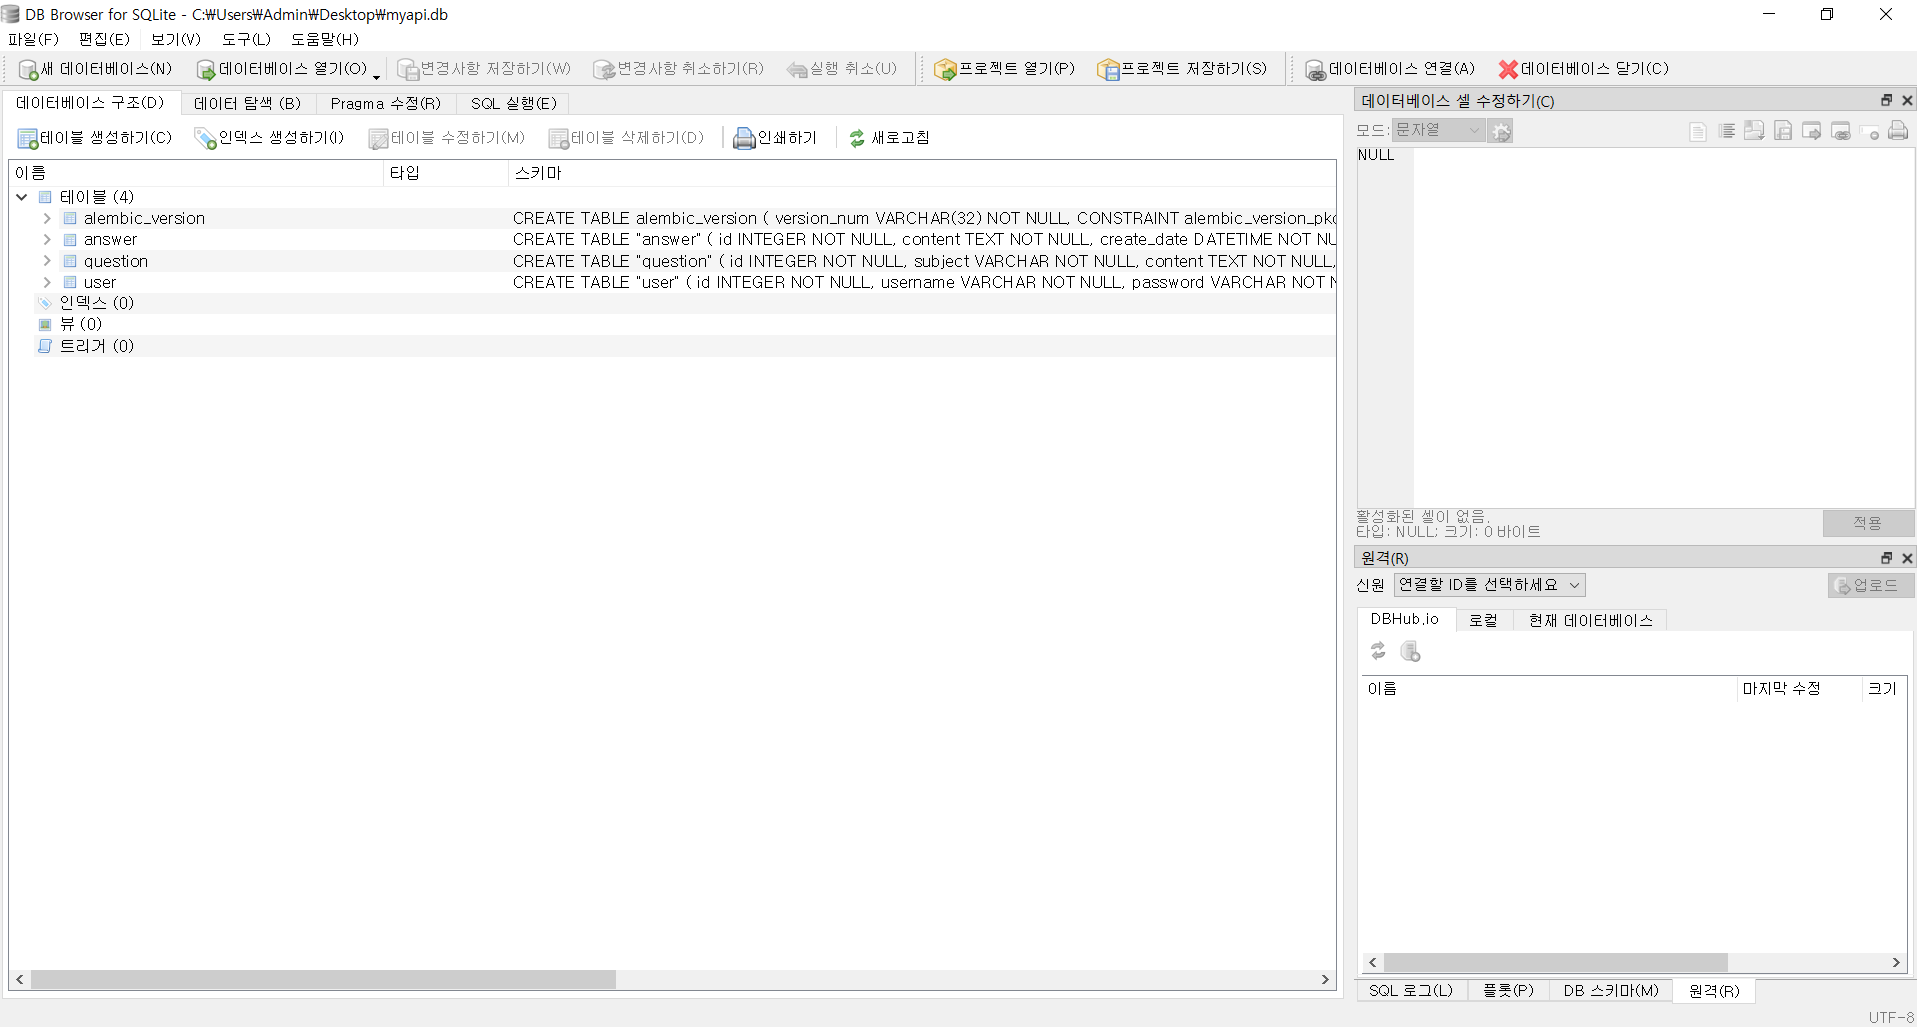 DB Browser for SQLite - C:₩Users₩Admin₩Desktop₩myapi.db
파일(F) 편집(E) 보기(V) 도구(L) 도움말(H)
새 데이터베이스(N) 데이터베이스 열기(O) 변경사항 저장하기(W) 변경사항 취소하기(R) 실행 취소(U) 프로젝트 열기(P) 프로젝트 저장하기(S) 데이터베이스 연결(A) 데이터베이스 닫기(C)
데이터베이스 구조(D) 데이터 탐색 (B) Pragma 수정(R) SQL 실행(E)
테이블 생성하기(C) 인덱스 생성하기(I) 테이블 수정하기(M) 테이블 삭제하기(D) 인쇄하기 새로고침
이름 타입 스키마
테이블 (4)
alembic_version CREATE TABLE alembic_version ( version_num VARCHAR(32) NOT NULL, CONSTRAINT alembic_version_pkc
answer CREATE TABLE "answer" ( id INTEGER NOT NULL, content TEXT NOT NULL, create_date DATETIME NOT NU
question CREATE TABLE "question" ( id INTEGER NOT NULL, subject VARCHAR NOT NULL, content TEXT NOT NULL,
user CREATE TABLE "user" ( id INTEGER NOT NULL, username VARCHAR NOT NULL, password VARCHAR NOT N
인덱스 (0)
뷰 (0)
트리거 (0)
데이터베이스 셀 수정하기(C)
모드: 문자열
NULL
활성화된 셀이 없음.
타입: NULL; 크기: 0 바이트
적용
원격(R)
신원 연결할 ID를 선택하세요 업로드
DBHub.io 로컬 현재 데이터베이스
이름 마지막 수정 크기
SQL 로그(L) 플롯(P) DB 스키마(M) 원격(R)
UTF-8